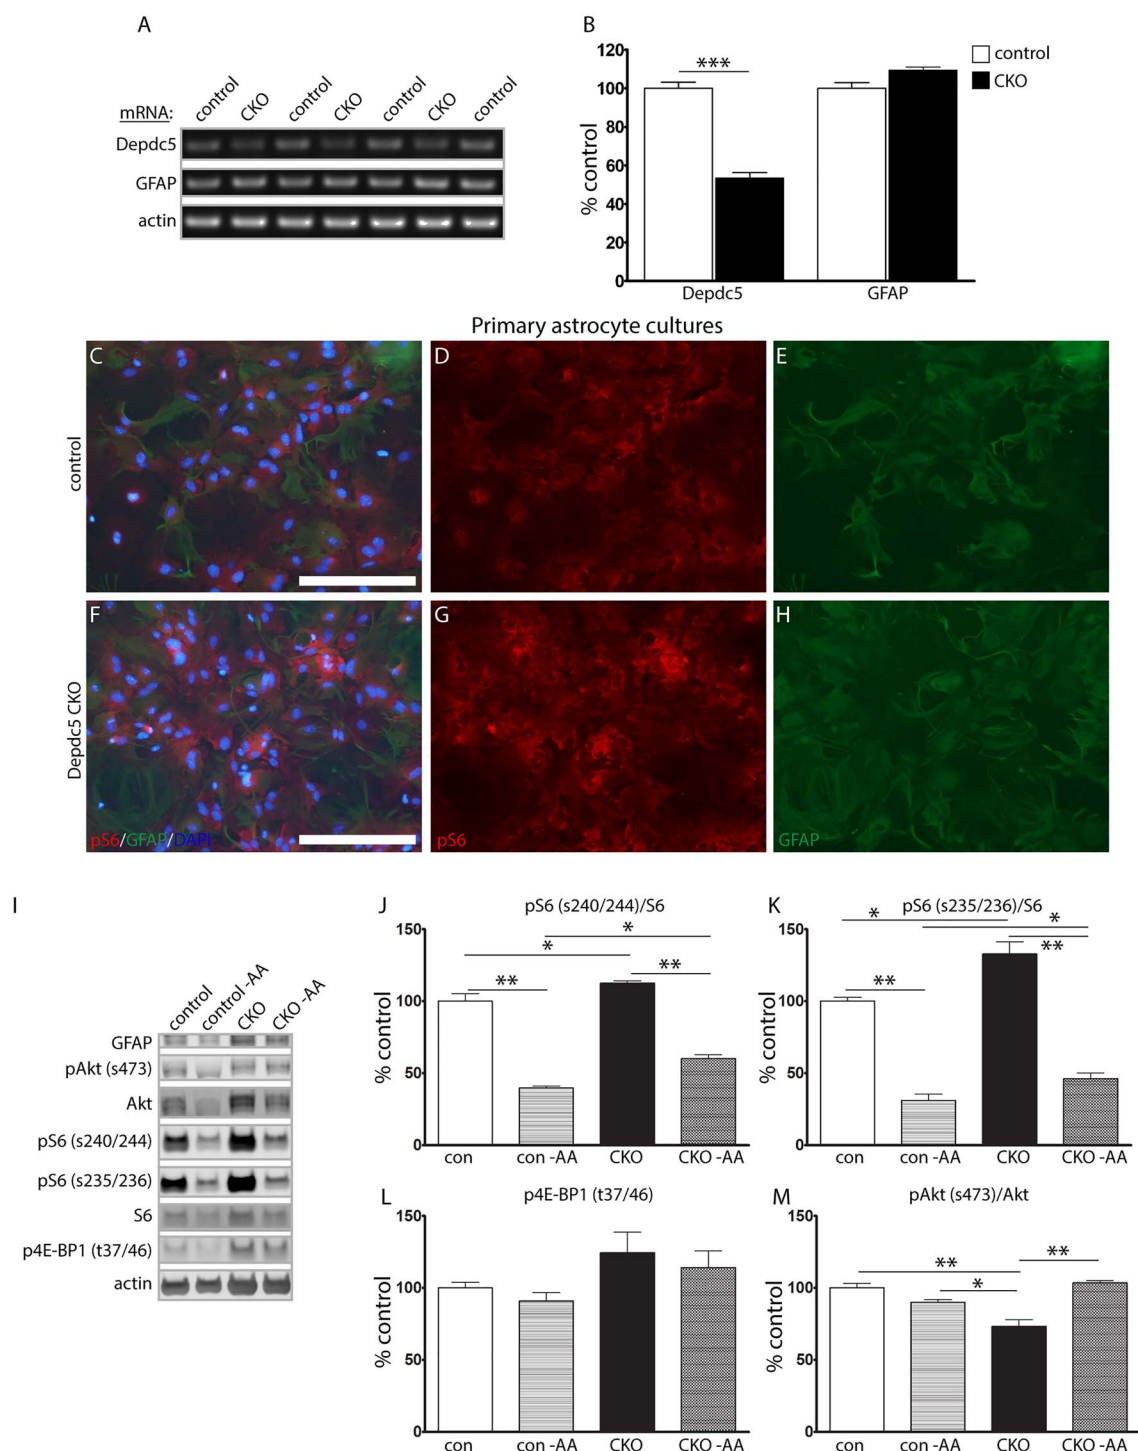 A
mRNA:
control
CKO
control
CKO
control
CKO
control
Depdc5
GFAP
actin
B
control
CKO
% control
120
100
80
60
40
20
0
***
Depdc5
GFAP
Primary astrocyte cultures
control
C
D
E
Depdc5 CKO
F
pS6/GFAP/DAPI
G
pS6
H
GFAP
I
control
control -AA
CKO
CKO -AA
GFAP
pAkt (s473)
Akt
pS6 (s240/244)
pS6 (s235/236)
S6
p4E-BP1 (t37/46)
actin
J
pS6 (s240/244)/S6
% control
150
100
50
0
*
*
**
**
con
con -AA
CKO
CKO -AA
K
pS6 (s235/236)/S6
% control
150
100
50
0
*
*
**
**
con
con -AA
CKO
CKO -AA
L
p4E-BP1 (t37/46)
% control
150
100
50
0
con
con -AA
CKO
CKO -AA
M
pAkt (s473)/Akt
% control
150
100
50
0
**
**
*
con
con -AA
CKO
CKO -AA